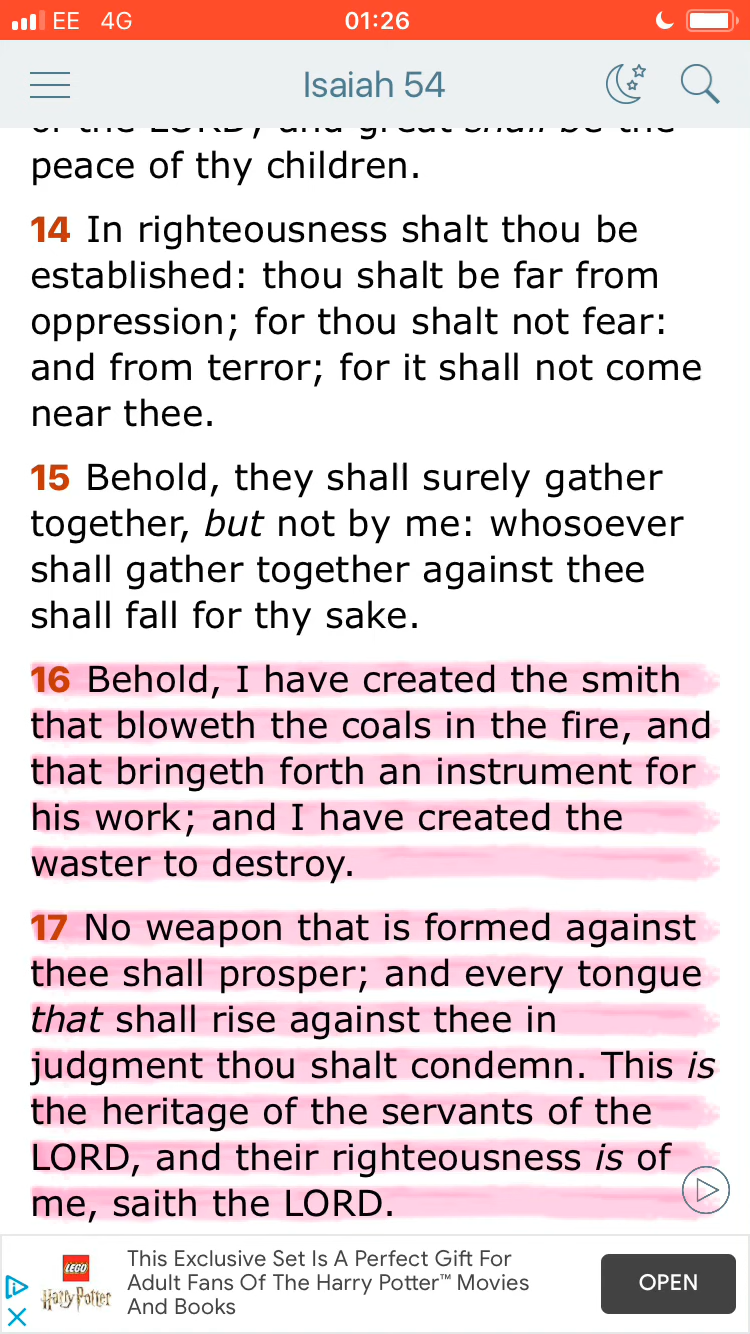 EE 4G 01:26
Isaiah 54
peace of thy children.
14 In righteousness shalt thou be
established: thou shalt be far from
oppression; for thou shalt not fear:
and from terror; for it shall not come
near thee.
15 Behold, they shall surely gather
together, but not by me: whosoever
shall gather together against thee
shall fall for thy sake.
16 Behold, I have created the smith
that bloweth the coals in the fire, and
that bringeth forth an instrument for
his work; and I have created the
waster to destroy.
17 No weapon that is formed against
thee shall prosper; and every tongue
that shall rise against thee in
judgment thou shalt condemn. This is
the heritage of the servants of the
LORD, and their righteousness is of
me, saith the LORD.
LEGO
Harry Potter
This Exclusive Set Is A Perfect Gift For
Adult Fans Of The Harry Potter™ Movies
And Books
OPEN